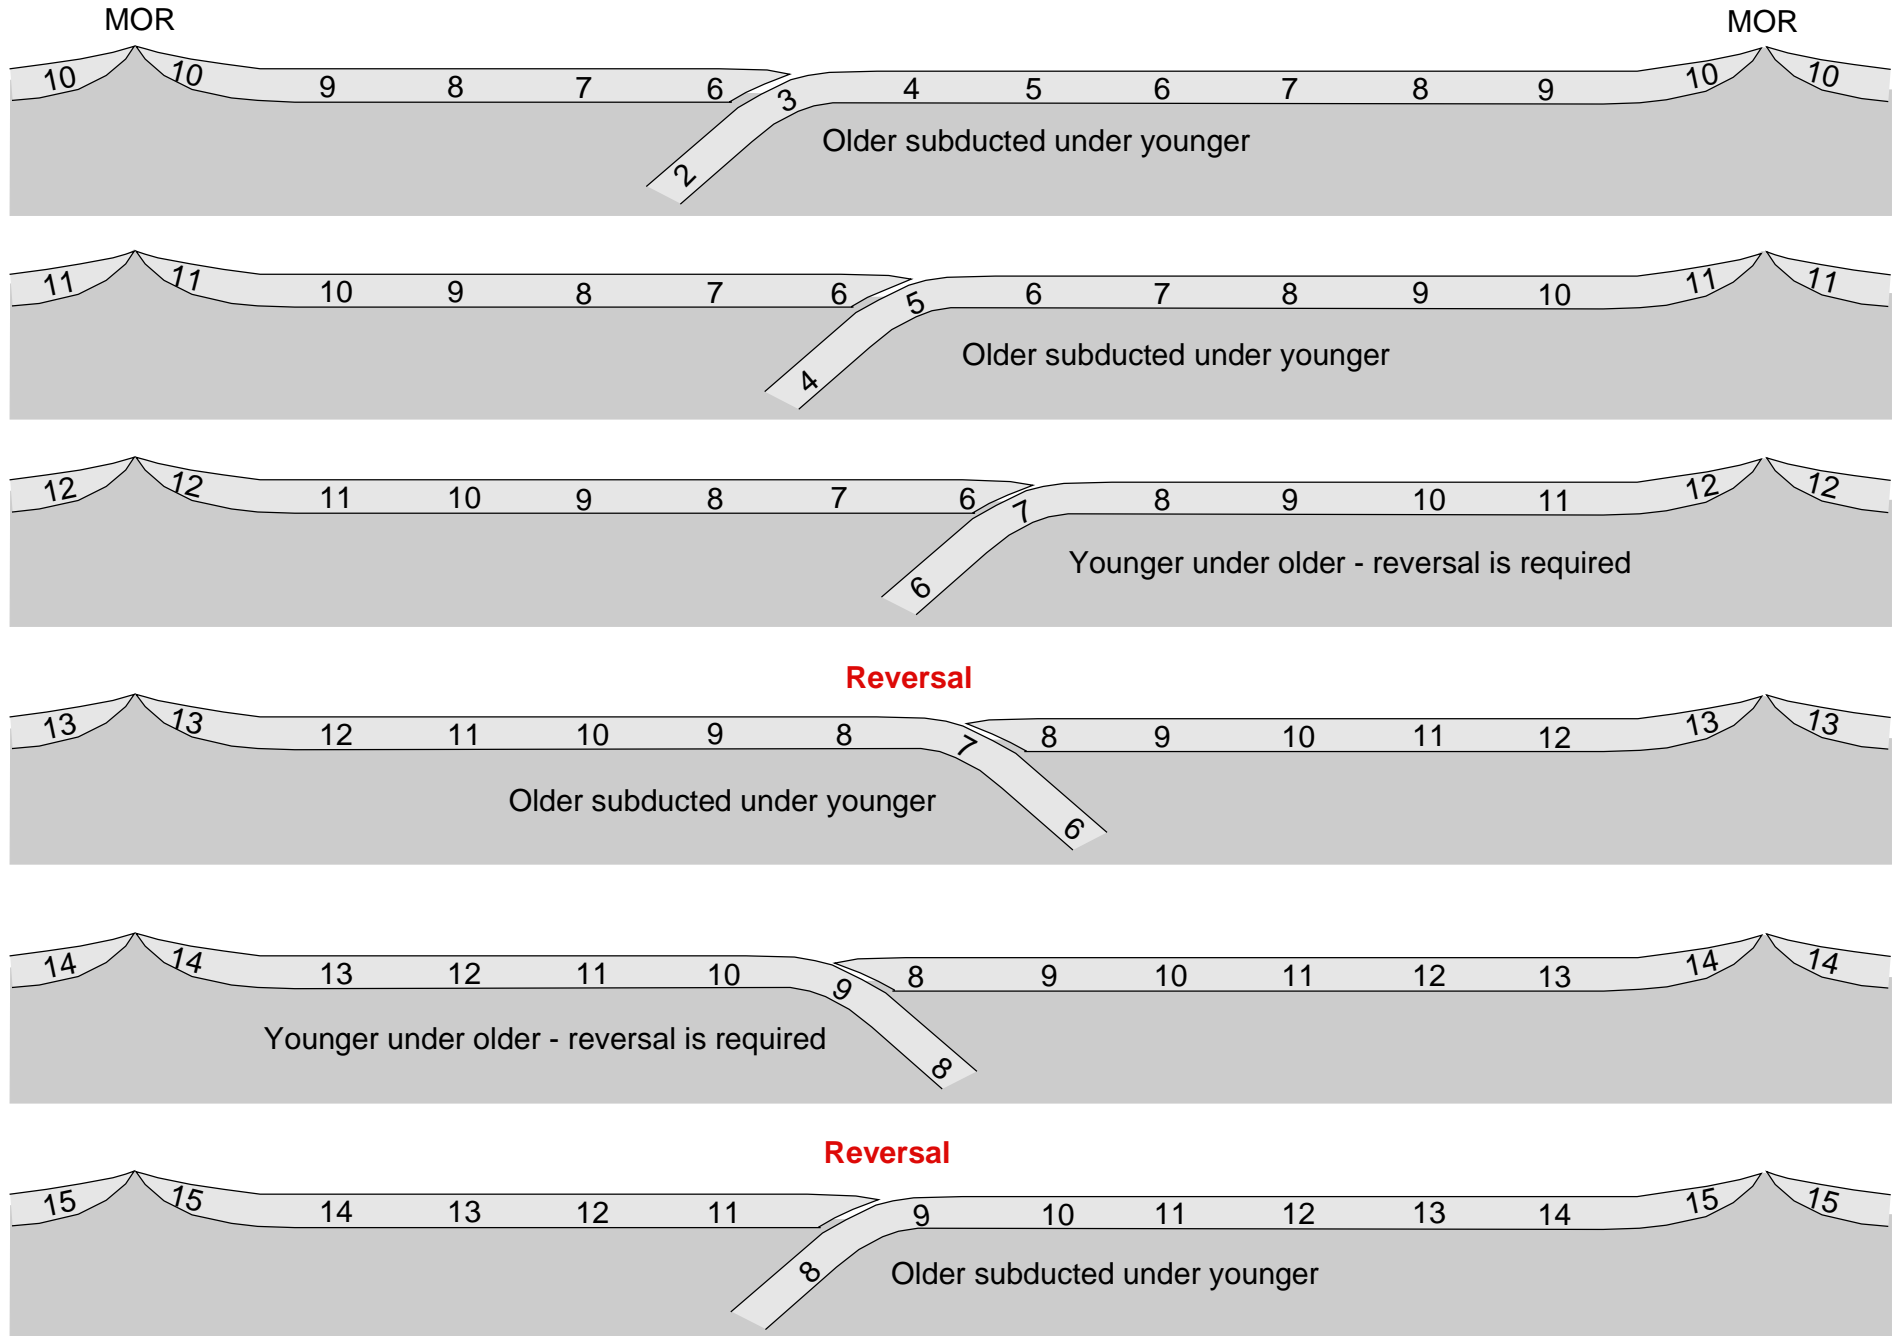 MOR MOR
10 10 9 8 7 6 3 4 5 6 7 8 9 10 10
Older subducted under younger
2
11 11 10 9 8 7 6 5 6 7 8 9 10 11 11
Older subducted under younger
4
12 12 11 10 9 8 7 6 7 8 9 10 11 12 12
Younger under older - reversal is required
6
Reversal
13 13 12 11 10 9 8 7 8 9 10 11 12 13 13
Older subducted under younger
6
14 14 13 12 11 10 9 8 9 10 11 12 13 14 14
Younger under older - reversal is required
8
Reversal
15 15 14 13 12 11 9 10 11 12 13 14 15 15
8 Older subducted under younger